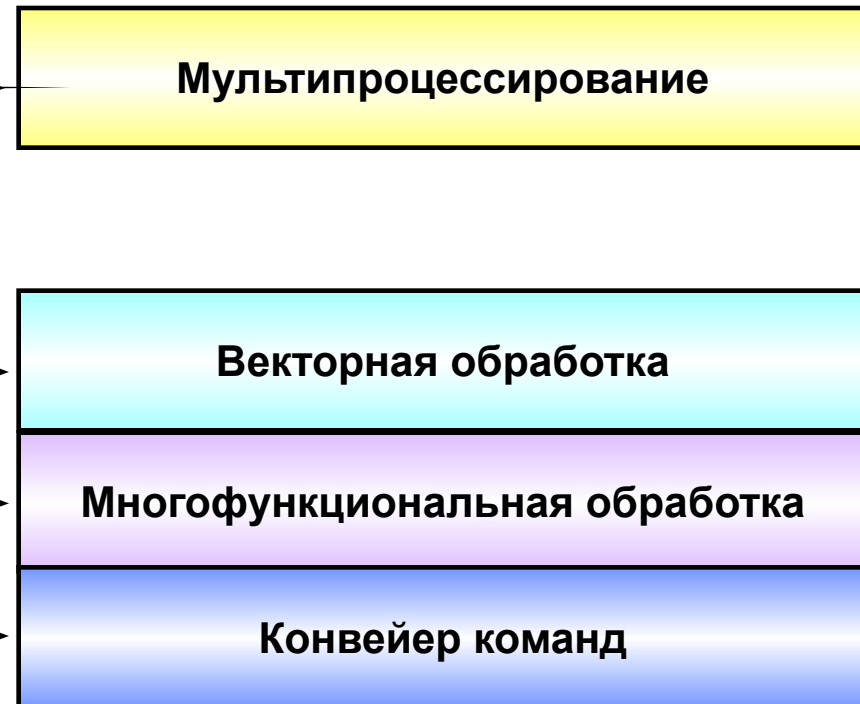 Мультипроцессирование
Векторная обработка
Многофункциональная обработка
Конвейер команд